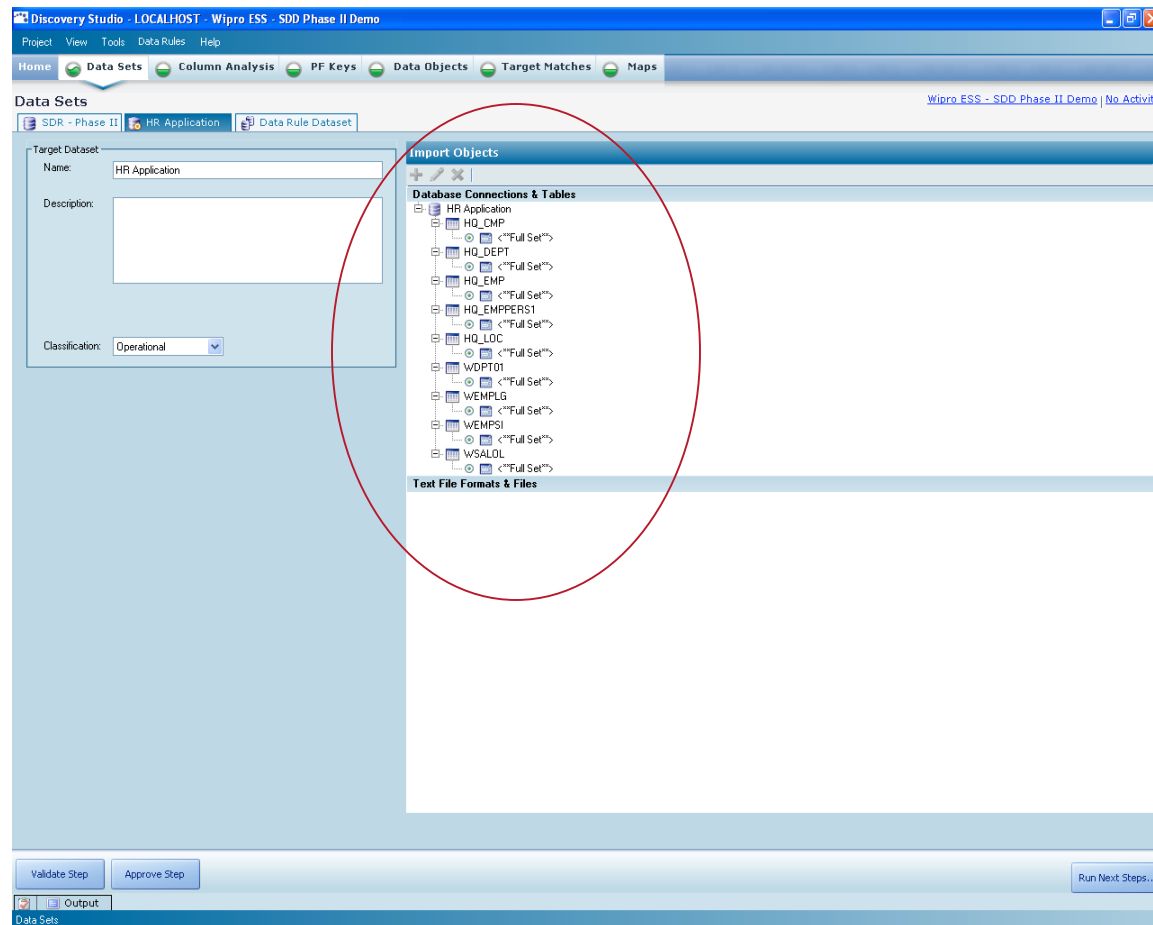 Discovery Studio - LOCALHOST - Wipro ESS - SDD Phase II Demo
Project View Tools Data Rules Help
Home Data Sets Column Analysis PF Keys Data Objects Target Matches Maps
Data Sets
Wipro ESS - SDD Phase II Demo | No Activit
SDR - Phase II HR Application Data Rule Dataset
Target Dataset
Name: HR Application
Description:
Classification: Operational
Import Objects
Database Connections & Tables
HR Application
HQ_CMP
<**Full Set**>
HQ_DEPT
<**Full Set**>
HQ_EMP
<**Full Set**>
HQ_EMPPERS1
<**Full Set**>
HQ_LOC
<**Full Set**>
WDPT01
<**Full Set**>
WEMPLG
<**Full Set**>
WEMPSI
<**Full Set**>
WSALOL
<**Full Set**>
Text File Formats & Files
Validate Step Approve Step Run Next Steps..
Output
Data Sets